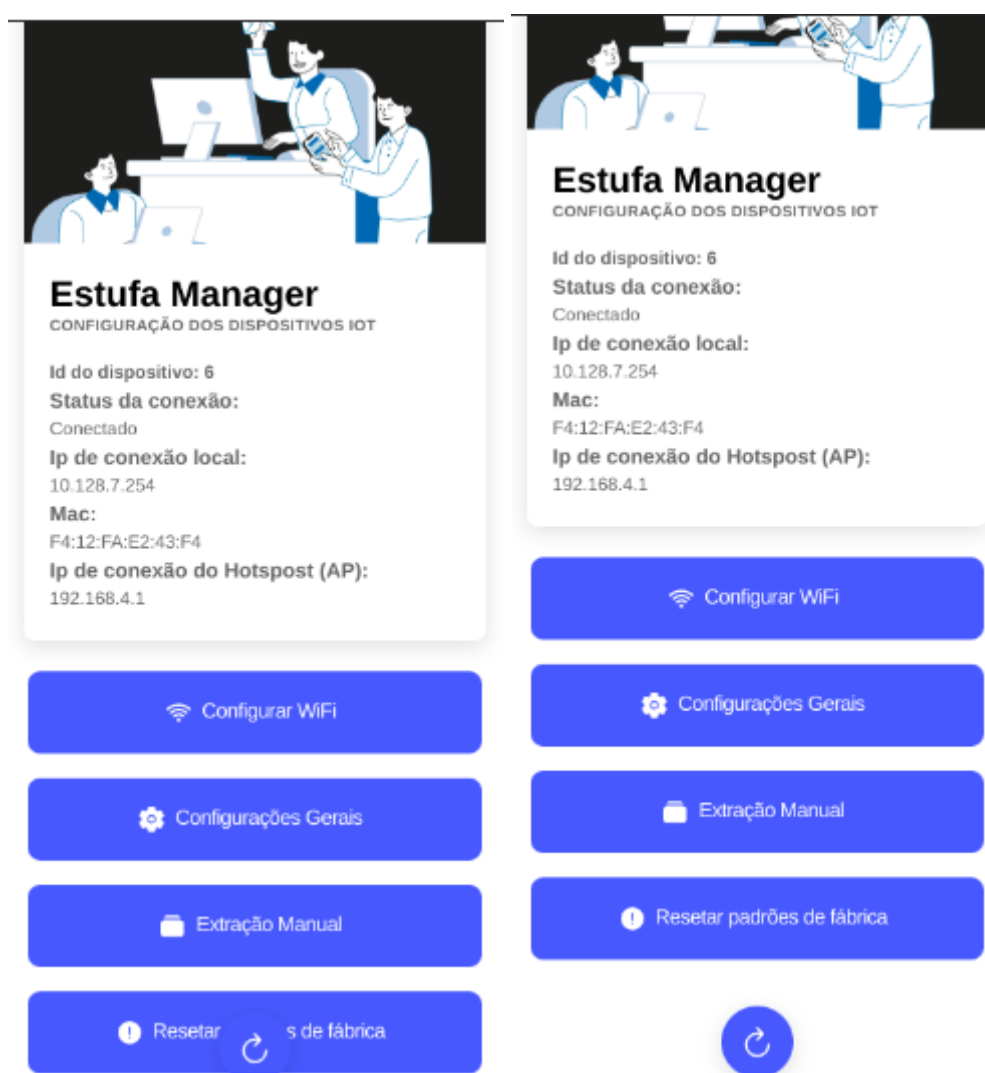 Estufa Manager
CONFIGURAÇÃO DOS DISPOSITIVOS IOT
Id do dispositivo: 6
Status da conexão:
Conectado
Ip de conexão local:
10.128.7.254
Mac:
F4:12:FA:E2:43:F4
Ip de conexão do Hotspost (AP):
192.168.4.1
Configurar WiFi
Configurações Gerais
Extração Manual
Resetar s de fábrica
Estufa Manager
CONFIGURAÇÃO DOS DISPOSITIVOS IOT
Id do dispositivo: 6
Status da conexão:
Conectado
Ip de conexão local:
10.128.7.254
Mac:
F4:12:FA:E2:43:F4
Ip de conexão do Hotspost (AP):
192.168.4.1
Configurar WiFi
Configurações Gerais
Extração Manual
Resetar padrões de fábrica